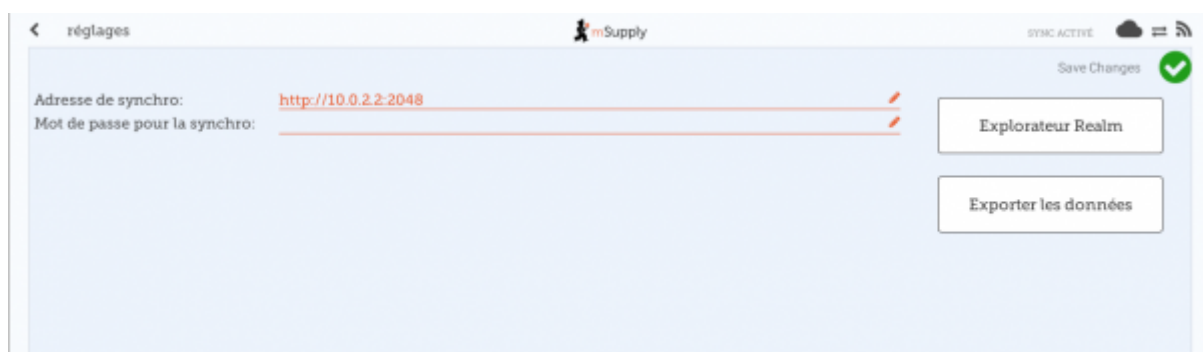 réglages
mSupply
SYNC ACTIVE
Save Changes
Adresse de synchro: http://10.0.2.2:2048
Mot de passe pour la synchro:
Explorateur Realm
Exporter les données